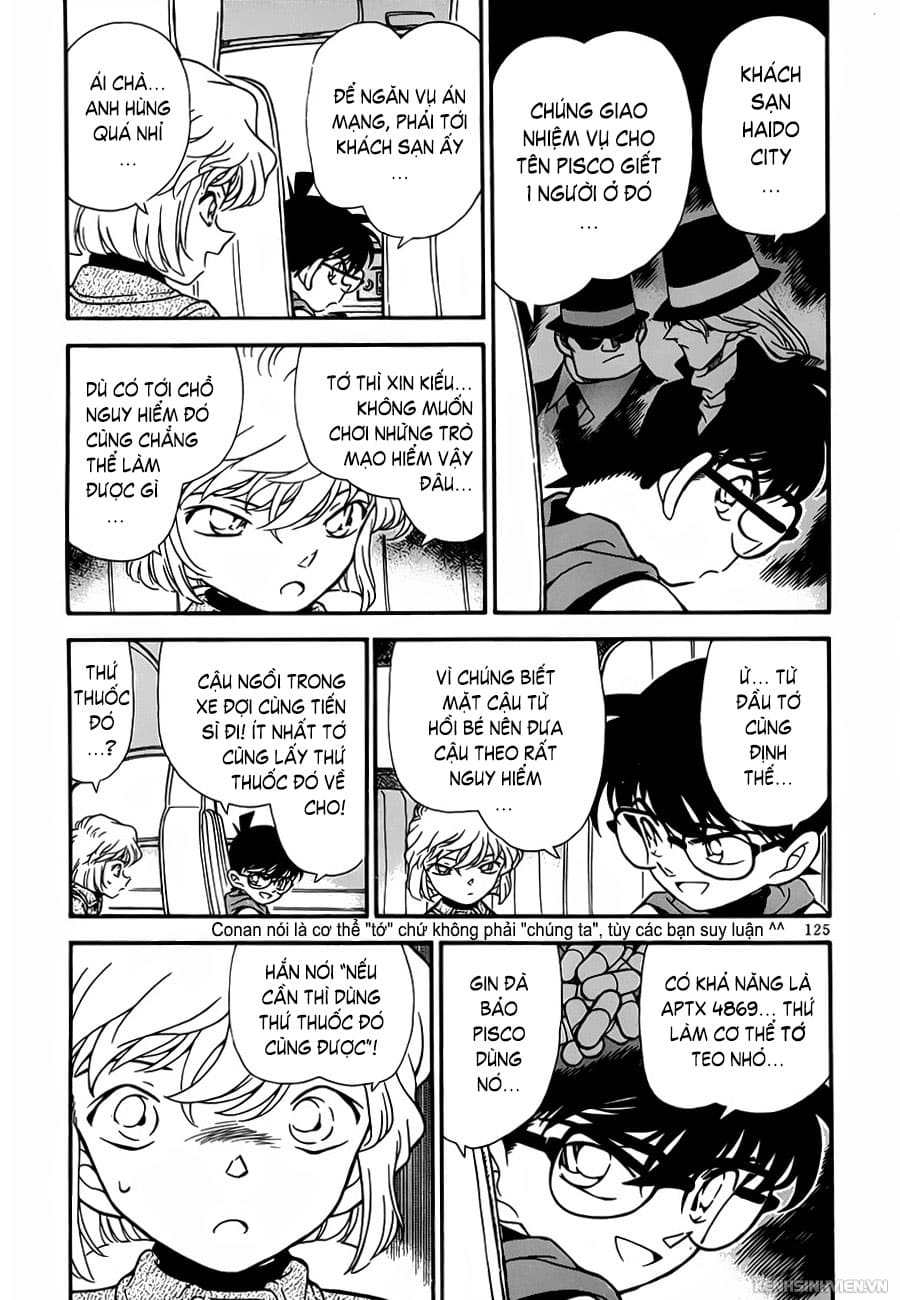 KHÁCH
SẠN
HAIDO
CITY
...
CHÚNG GIAO
NHIỆM VỤ CHO
TÊN PISCO GIẾT
1 NGƯỜI Ở ĐÓ
...
ĐỂ NGĂN VỤ ÁN
MẠNG, PHẢI TỚI
KHÁCH SẠN ẤY
...
ÁI CHÀ...
ANH HÙNG
QUÁ NHỈ
...
TỚ THÌ XIN KIẾU...
KHÔNG MUỐN
CHƠI NHỮNG TRÒ
MẠO HIỂM VẬY
ĐÂU...
DÙ CÓ TỚI CHỖ
NGUY HIỂM ĐÓ
CŨNG CHẲNG
THỂ LÀM
ĐƯỢC GÌ
...
Ừ... TỪ
ĐẦU TỚ
CŨNG
ĐỊNH
THẾ...
VÌ CHÚNG BIẾT
MẶT CẬU TỪ
HỒI BÉ NÊN ĐƯA
CẬU THEO RẤT
NGUY HIỂM
...
CẬU NGỒI TRONG
XE ĐỢI CÙNG TIẾN
SĨ ĐI! ÍT NHẤT TỚ
CŨNG LẤY THỨ
THUỐC ĐÓ VỀ
CHO!
THỨ
THUỐC
ĐÓ
...?
Conan nói là cơ thể "tớ" chứ không phải "chúng ta", tùy các bạn suy luận ^^
125
CÓ KHẢ NĂNG LÀ
APTX 4869... THỨ
LÀM CƠ THỂ TỚ
TEO NHỎ...
GIN ĐÃ
BẢO
PISCO
DÙNG
NÓ...
HẮN NÓI "NẾU
CẦN THÌ DÙNG
THỨ THUỐC ĐÓ
CŨNG ĐƯỢC"!
KENHSINHVIEN.VN